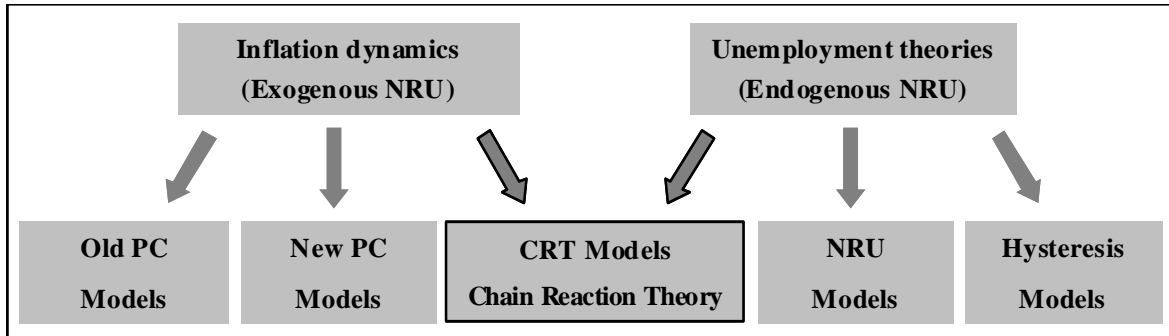 Inflation dynamics
(Exogenous NRU)
Unemployment theories
(Endogenous NRU)
Old PC
Models
New PC
Models
CRT Models
Chain Reaction Theory
NRU
Models
Hysteresis
Models